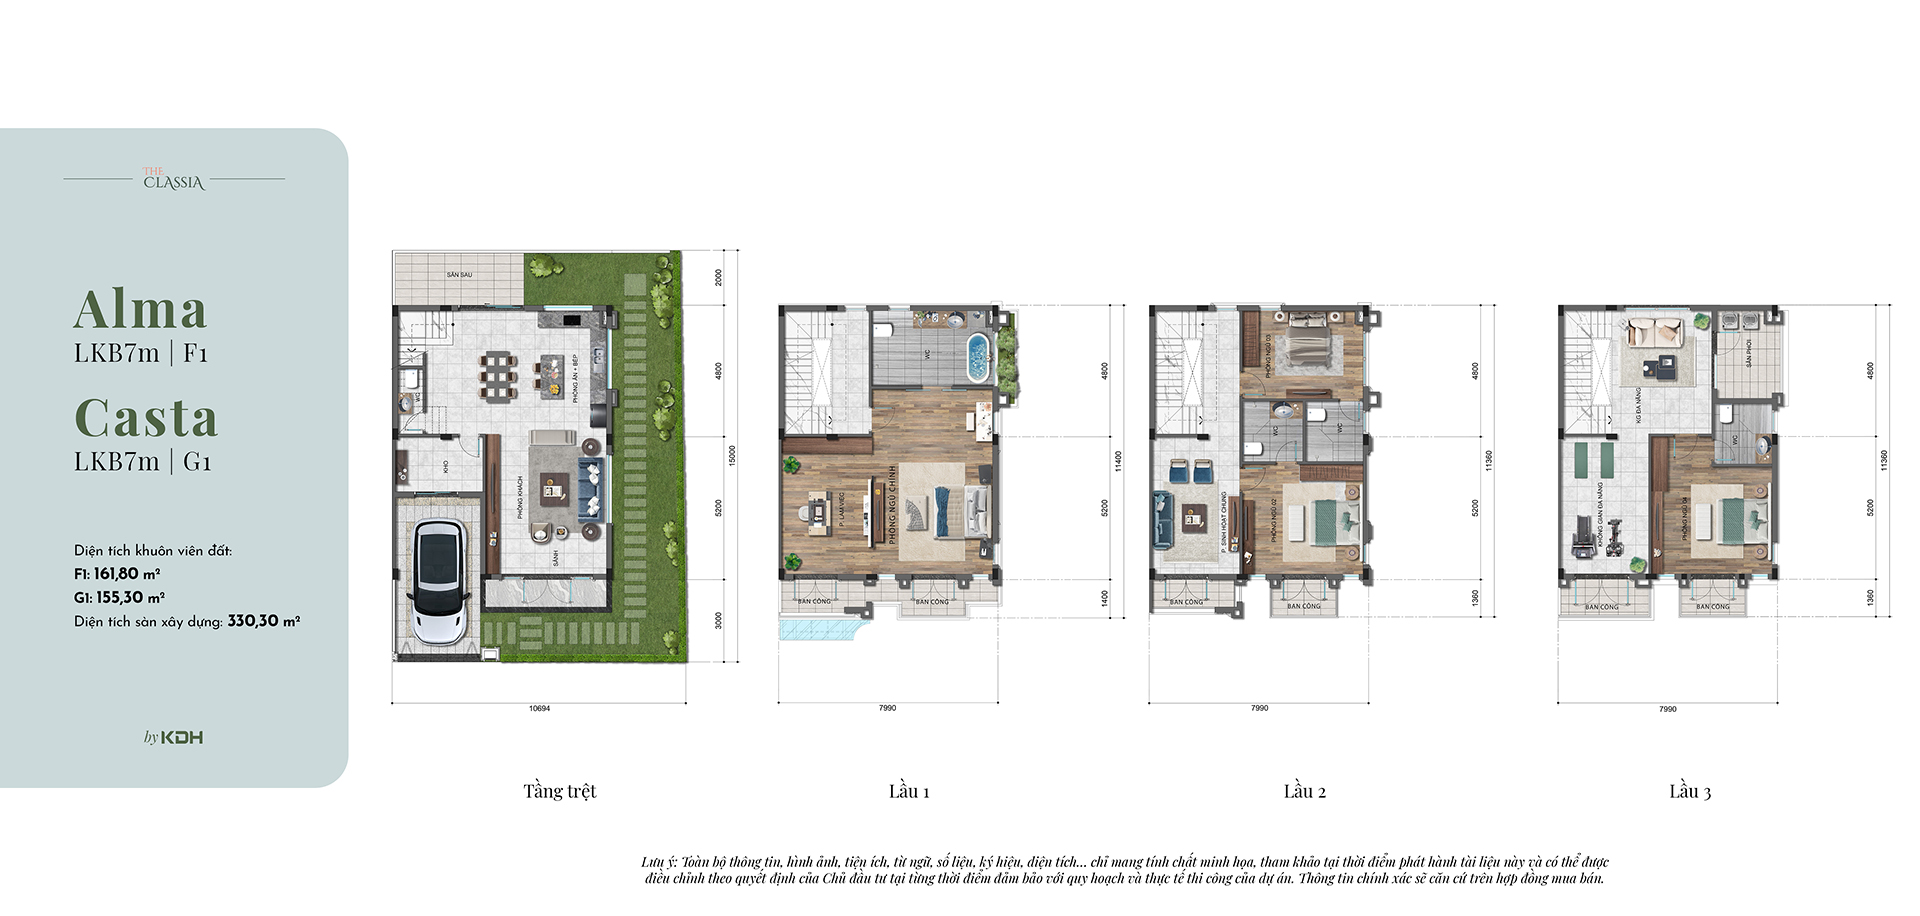 THE
CLASSIA
Alma
LKB7m | F1
Casta
LKB7m | G1
Diện tích khuôn viên đất:
F1: 161,80 m²
G1: 155,30 m²
Diện tích sàn xây dựng: 330,30 m²
by KDH
SÂN SAU
PHÒNG ĂN + BẾP
WC
KHO
PHÒNG KHÁCH
SẢNH
2000
4800
15000
5200
3000
10694
Tầng trệt
WC
P. LÀM VIỆC
PHÒNG NGỦ CHÍNH
BAN CÔNG
BAN CÔNG
4800
11400
5200
1400
7990
Lầu 1
PHÒNG NGỦ 03
WC
WC
P. SINH HOẠT CHUNG
PHÒNG NGỦ 02
BAN CÔNG
BAN CÔNG
4800
11360
5200
1360
7990
Lầu 2
SÂN PHƠI
KG ĐA NĂNG
WC
KHÔNG GIAN ĐA NĂNG
PHÒNG NGỦ 04
BAN CÔNG
BAN CÔNG
4800
11360
5200
1360
7990
Lầu 3
Lưu ý: Toàn bộ thông tin, hình ảnh, tiện ích, từ ngữ, số liệu, ký hiệu, diện tích... chỉ mang tính chất minh họa, tham khảo tại thời điểm phát hành tài liệu này và có thể được
điều chỉnh theo quyết định của Chủ đầu tư tại từng thời điểm đảm bảo với quy hoạch và thực tế thi công của dự án. Thông tin chính xác sẽ căn cứ trên hợp đồng mua bán.